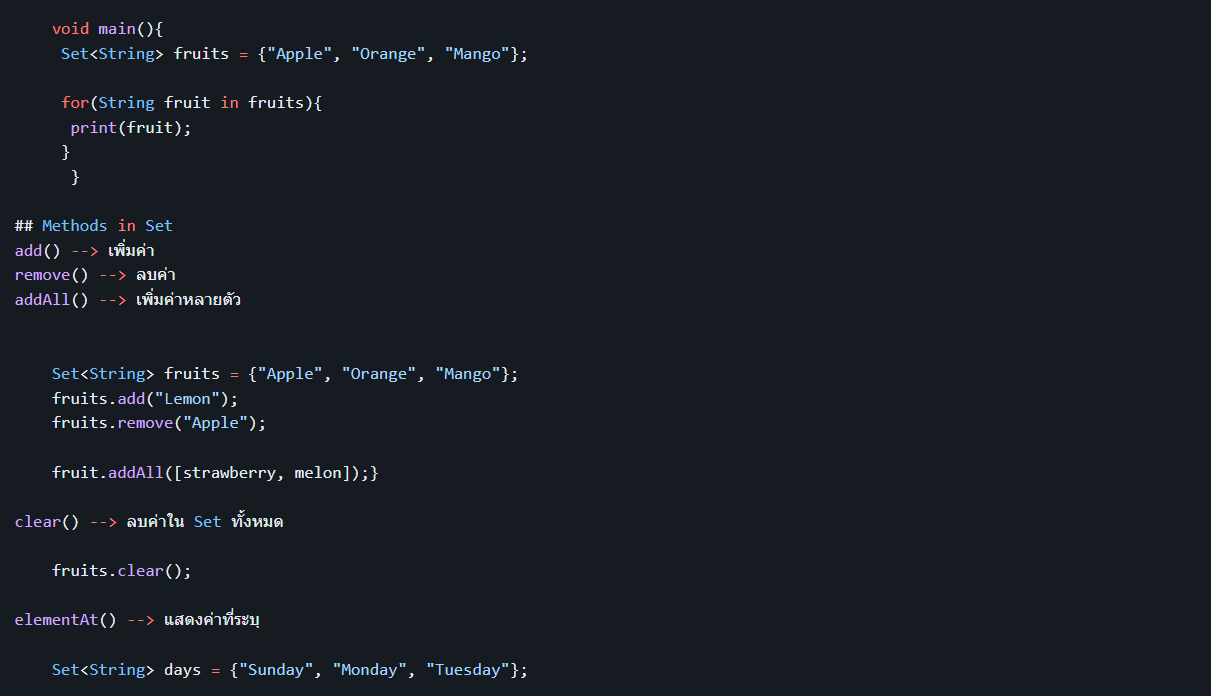 void main(){
Set<String> fruits = {"Apple", "Orange", "Mango"};
for(String fruit in fruits){
print(fruit);
}
}
## Methods in Set
add() --> เพิ่มค่า
remove() --> ลบค่า
addAll() --> เพิ่มค่าหลายตัว
Set<String> fruits = {"Apple", "Orange", "Mango"};
fruits.add("Lemon");
fruits.remove("Apple");
fruit.addAll([strawberry, melon]);}
clear() --> ลบค่าใน Set ทั้งหมด
fruits.clear();
elementAt() --> แสดงค่าที่ระบุ
Set<String> days = {"Sunday", "Monday", "Tuesday"};